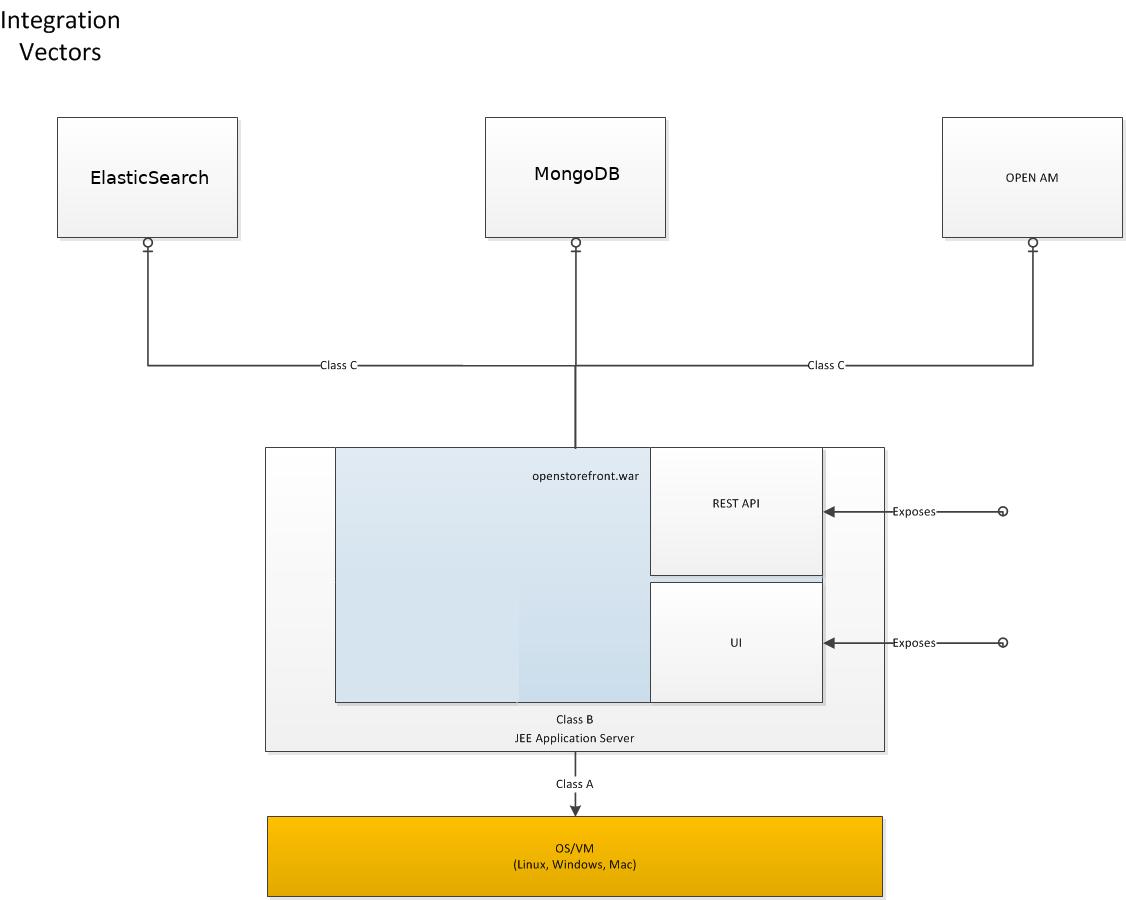 Integration
Vectors
ElasticSearch
MongoDB
OPEN AM
Class C
Class C
openstorefront.war
REST API
Exposes
UI
Exposes
Class B
JEE Application Server
Class A
OS/VM
(Linux, Windows, Mac)